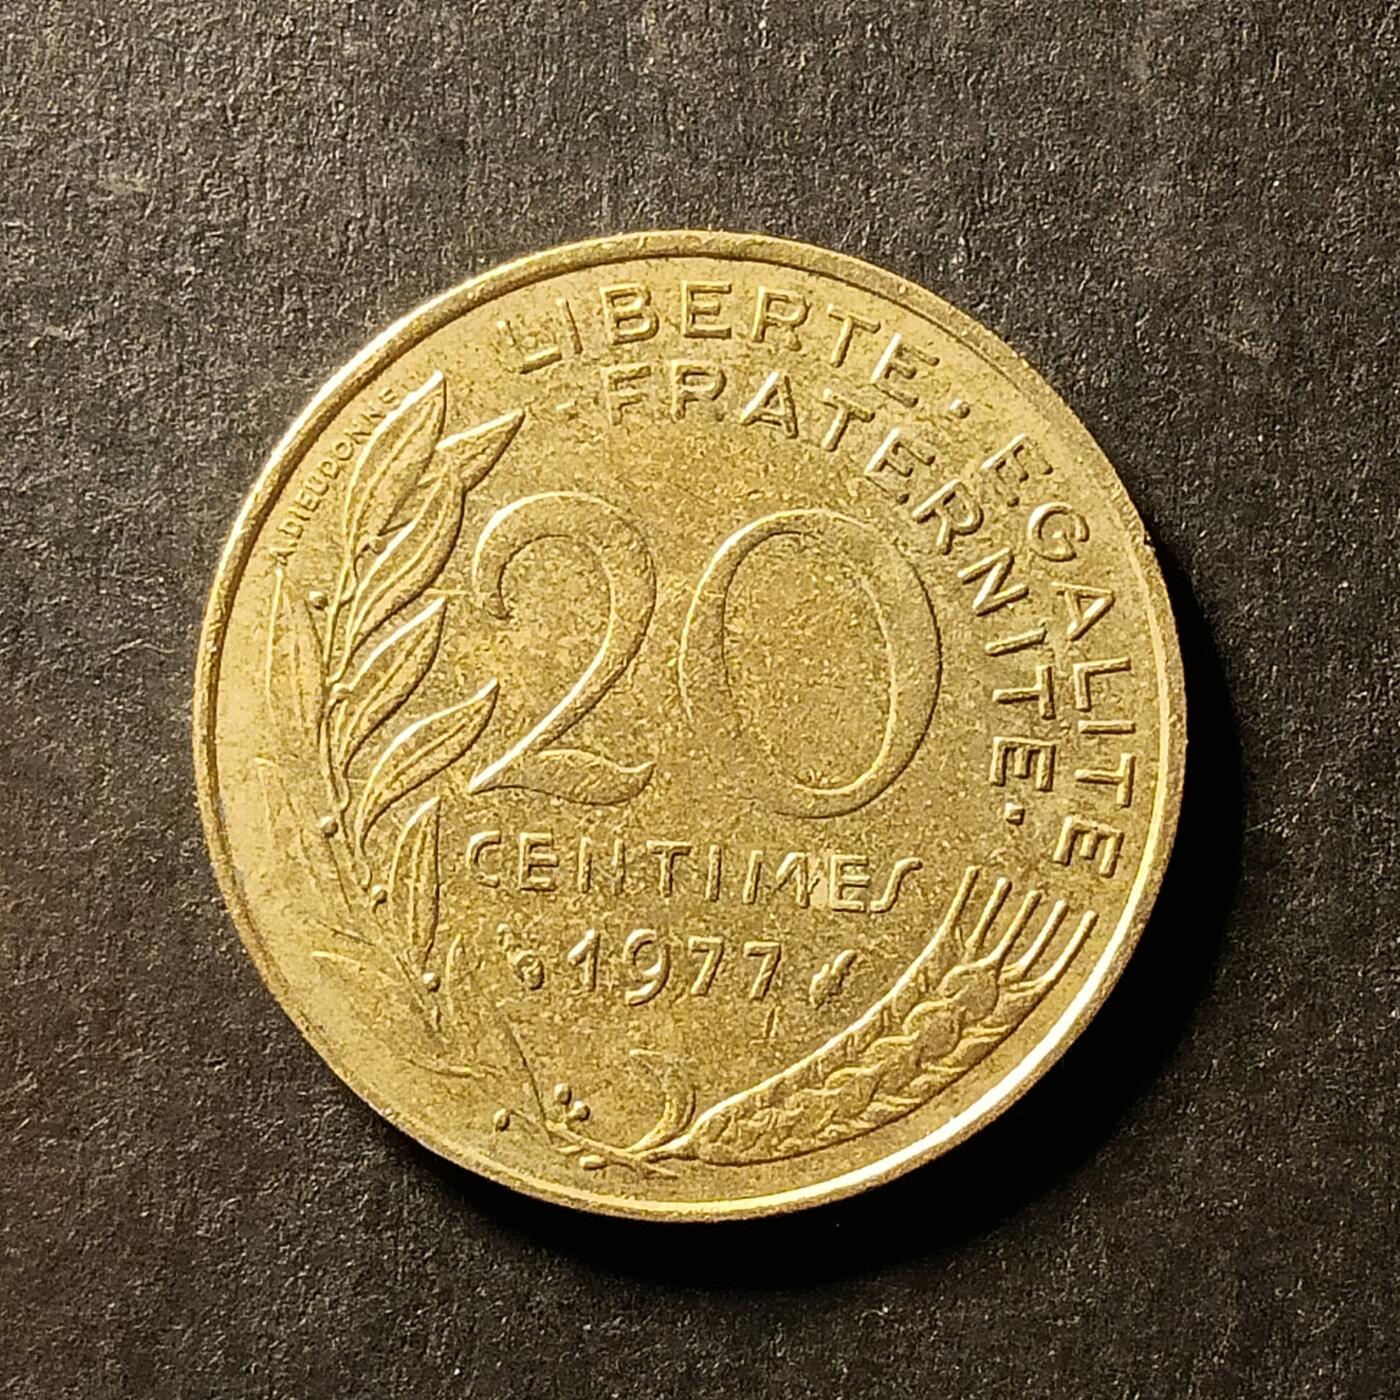 LIBERTE. EGALITE
.FRATERNITE.
A.DIEUDONNE
20
CENTIMES
1977